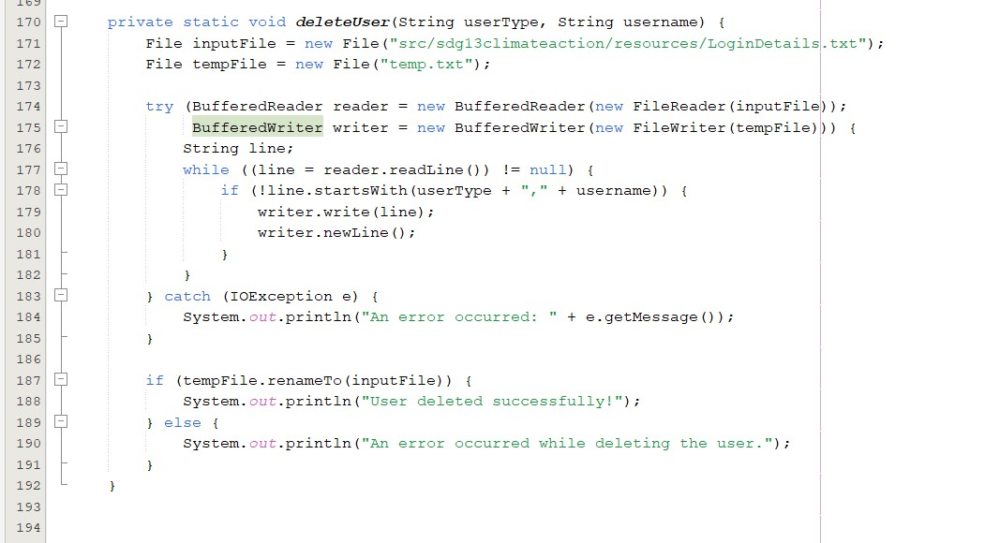 169
170 private static void deleteUser(String userType, String username) {
171 File inputFile = new File("src/sdg13climateaction/resources/LoginDetails.txt");
172 File tempFile = new File("temp.txt");
173
174 try (BufferedReader reader = new BufferedReader(new FileReader(inputFile));
175 BufferedWriter writer = new BufferedWriter(new FileWriter(tempFile))) {
176 String line;
177 while ((line = reader.readLine()) != null) {
178 if (!line.startsWith(userType + "," + username)) {
179 writer.write(line);
180 writer.newLine();
181 }
182 }
183 } catch (IOException e) {
184 System.out.println("An error occurred: " + e.getMessage());
185 }
186
187 if (tempFile.renameTo(inputFile)) {
188 System.out.println("User deleted successfully!");
189 } else {
190 System.out.println("An error occurred while deleting the user.");
191 }
192 }
193
194